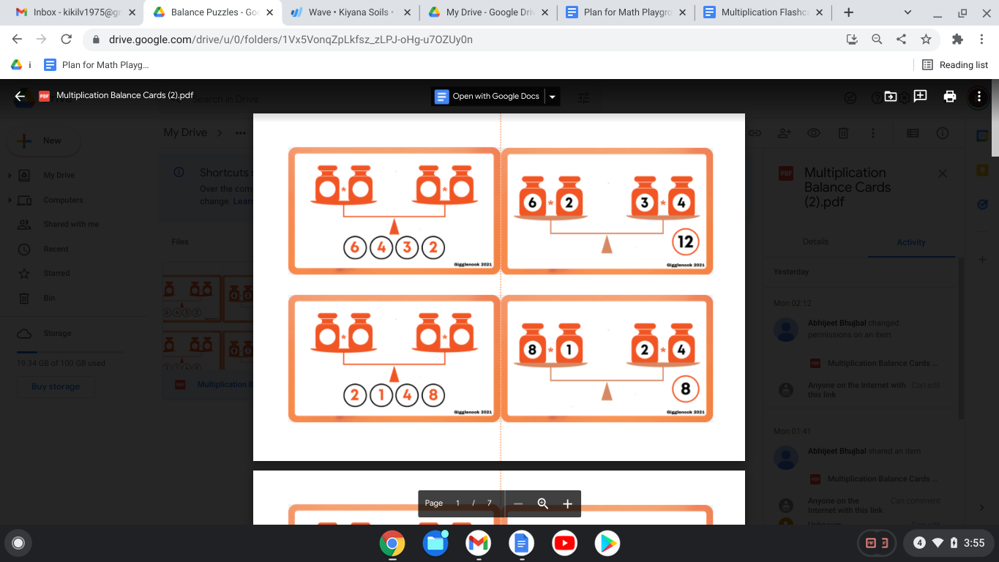 Inbox - kikilv1975@gm
Balance Puzzles - Goo
Wave • Kiyana Soils •
My Drive - Google Driv
Plan for Math Playgro
Multiplication Flashca
drive.google.com/drive/u/0/folders/1Vx5VonqZpLkfsz_zLPJ-oHg-u7OZUy0n
i
Plan for Math Playg...
Reading list
PDF
Multiplication Balance Cards (2).pdf
Search in Drive
Open with Google Docs
New
My Drive
Computers
Shared with me
Recent
Starred
Bin
Storage
19.34 GB of 100 GB used
Buy storage
My Drive
Shortcuts
Over the com
change. Learn
Files
Multiplication B
* *
6 4 3 2
Gigglenook 2021
6 * 2 3 * 4
12
Gigglenook 2021
* *
2 1 4 8
Gigglenook 2021
8 * 1 2 * 4
8
Gigglenook 2021
Page 1 / 7
PDF
Multiplication
Balance Cards
(2).pdf
Details
Activity
Yesterday
Mon 02:12
Abhijeet Bhujbal changed
permissions on an item
Multiplication Balance Cards ...
Anyone on the Internet with
this link
Can edit
Mon 01:41
Abhijeet Bhujbal shared an item
Multiplication Balance Cards ...
Anyone on the
Internet with this link
Can comment
4
3:55